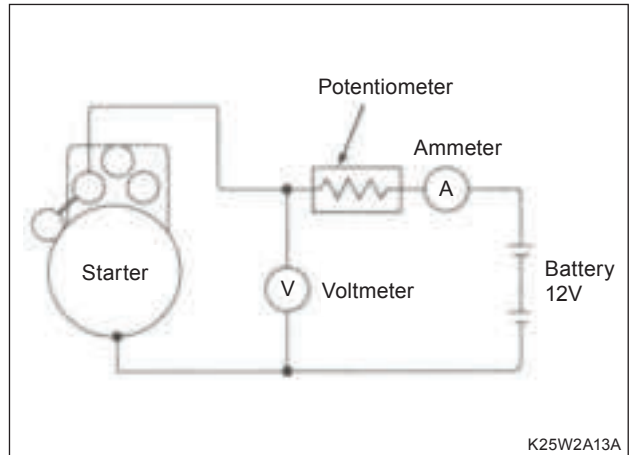 Potentiometer
Ammeter
A
Starter
V
Voltmeter
Battery
12V
K25W2A13A